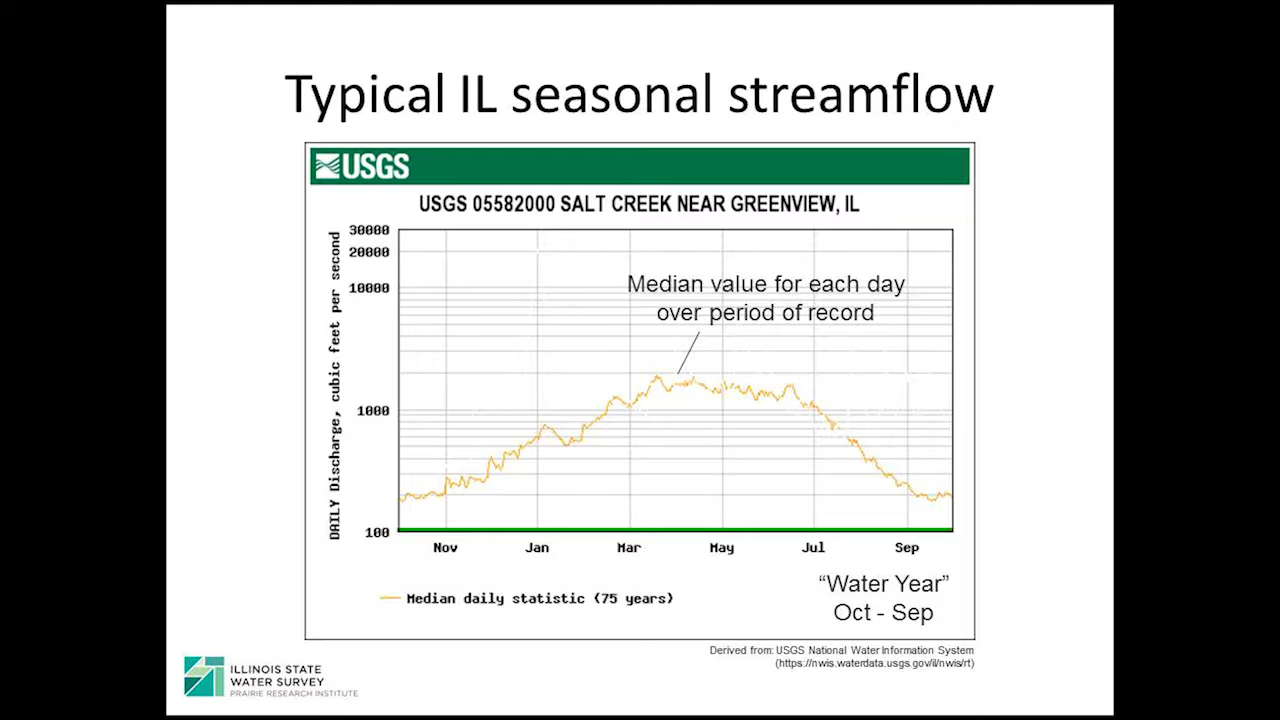 Typical IL seasonal streamflow
USGS
USGS 05582000 SALT CREEK NEAR GREENVIEW, IL
DAILY Discharge, cubic feet per second
30000
20000
10000
1000
100
Median value for each day
over period of record
Nov Jan Mar May Jul Sep
Median daily statistic (75 years)
“Water Year”
Oct - Sep
Derived from: USGS National Water Information System
(https://nwis.waterdata.usgs.gov/il/nwis/rt)
ILLINOIS STATE
WATER SURVEY
PRAIRIE RESEARCH INSTITUTE